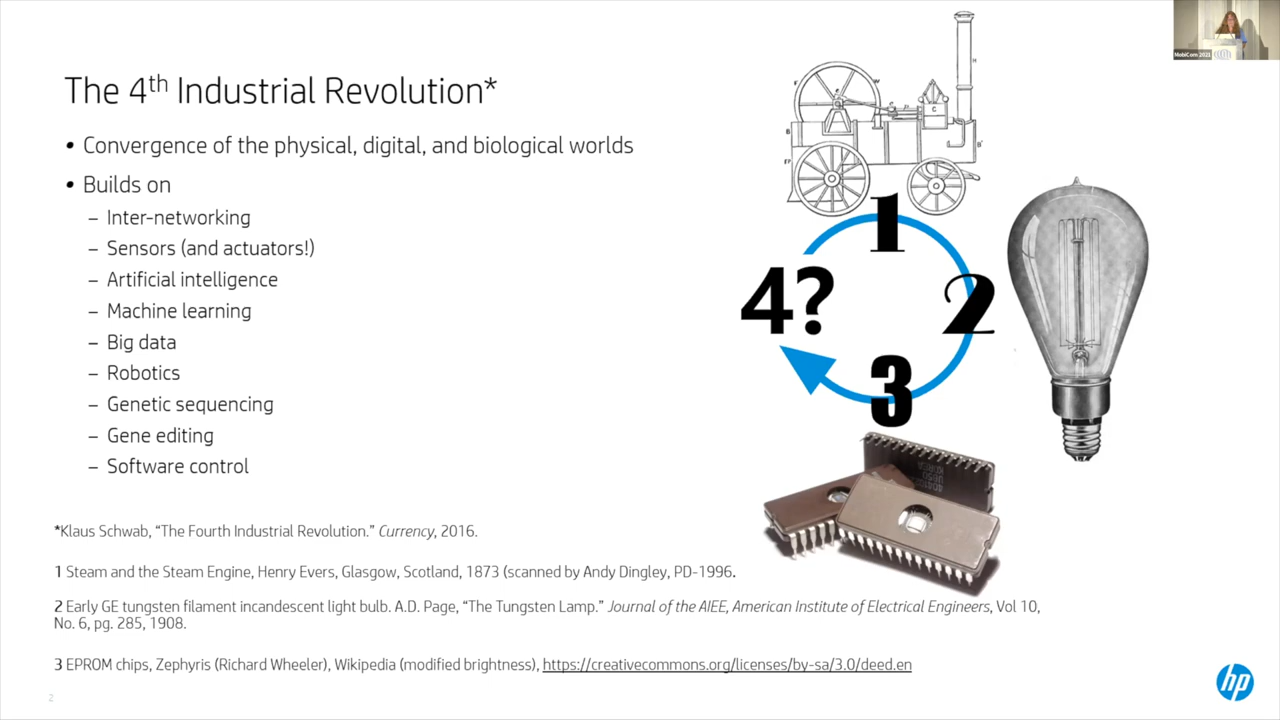 The 4th Industrial Revolution*
• Convergence of the physical, digital, and biological worlds
• Builds on
– Inter-networking
– Sensors (and actuators!)
– Artificial intelligence
– Machine learning
– Big data
– Robotics
– Genetic sequencing
– Gene editing
– Software control
1
2
3
4?
*Klaus Schwab, “The Fourth Industrial Revolution.” Currency, 2016.
1 Steam and the Steam Engine, Henry Evers, Glasgow, Scotland, 1873 (scanned by Andy Dingley, PD-1996.
2 Early GE tungsten filament incandescent light bulb. A.D. Page, “The Tungsten Lamp.” Journal of the AIEE, American Institute of Electrical Engineers, Vol 10,
No. 6, pg. 285, 1908.
3 EPROM chips, Zephyris (Richard Wheeler), Wikipedia (modified brightness), https://creativecommons.org/licenses/by-sa/3.0/deed.en
2
hp
MobiCom 2021